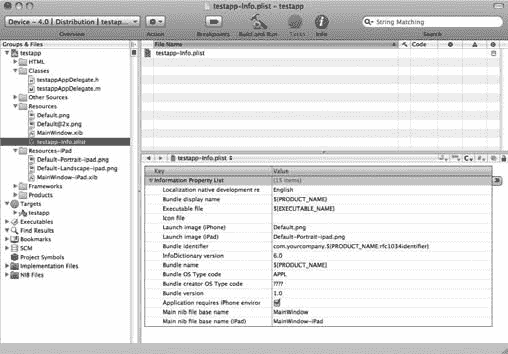 testapp-Info.plist – testapp
Device - 4.0 | Distribution | testap...
String Matching
Overview
Action
Breakpoints
Build and Run
Tasks
Info
Search
Groups & Files
testapp
HTML
Classes
testappAppDelegate.h
testappAppDelegate.m
Other Sources
Resources
Default.png
Default@2x.png
MainWindow.xib
testapp-Info.plist
Resources-iPad
Default-Portrait-ipad.png
Default-Landscape-ipad.png
MainWindow-iPad.xib
Frameworks
Products
Targets
testapp
Executables
Find Results
Bookmarks
SCM
Project Symbols
Implementation Files
NIB Files
File Name
Code
testapp-Info.plist
testapp-Info.plist
Key Value
Information Property List (15 items)
Localization native development re English
Bundle display name ${PRODUCT_NAME}
Executable file ${EXECUTABLE_NAME}
Icon file
Launch image (iPhone) Default.png
Launch image (iPad) Default-Portrait-ipad.png
Bundle identifier com.yourcompany.${PRODUCT_NAME:rfc1034identifier}
InfoDictionary version 6.0
Bundle name ${PRODUCT_NAME}
Bundle OS Type code APPL
Bundle creator OS Type code ????
Bundle version 1.0
Application requires iPhone enviror
Main nib file base name MainWindow
Main nib file base name (iPad) MainWindow-iPad